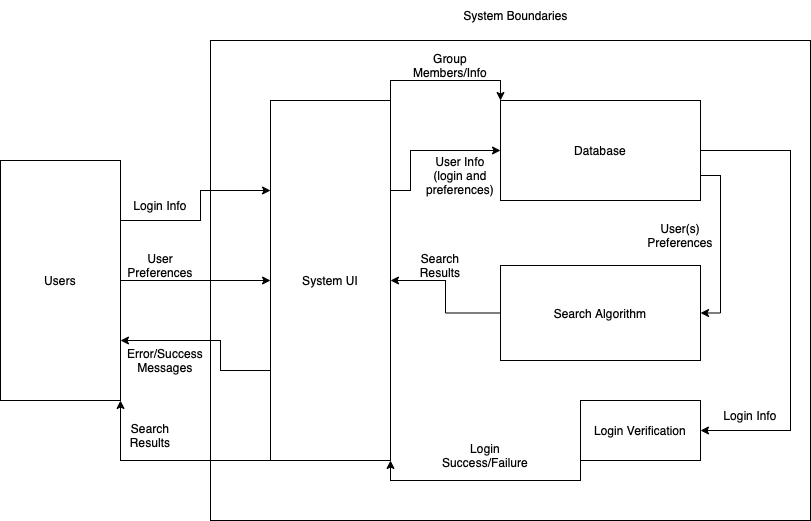 System Boundaries
Group
Members/Info
Database
User Info
(login and
preferences)
Login Info
User(s)
Preferences
User
Preferences
Search
Results
Users
System UI
Search Algorithm
Error/Success
Messages
Search
Results
Login Info
Login Verification
Login
Success/Failure